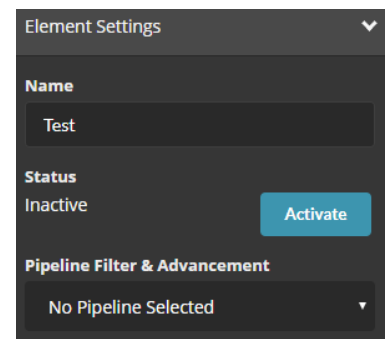 Element Settings
Name
Test
Status
Inactive
Activate
Pipeline Filter & Advancement
No Pipeline Selected